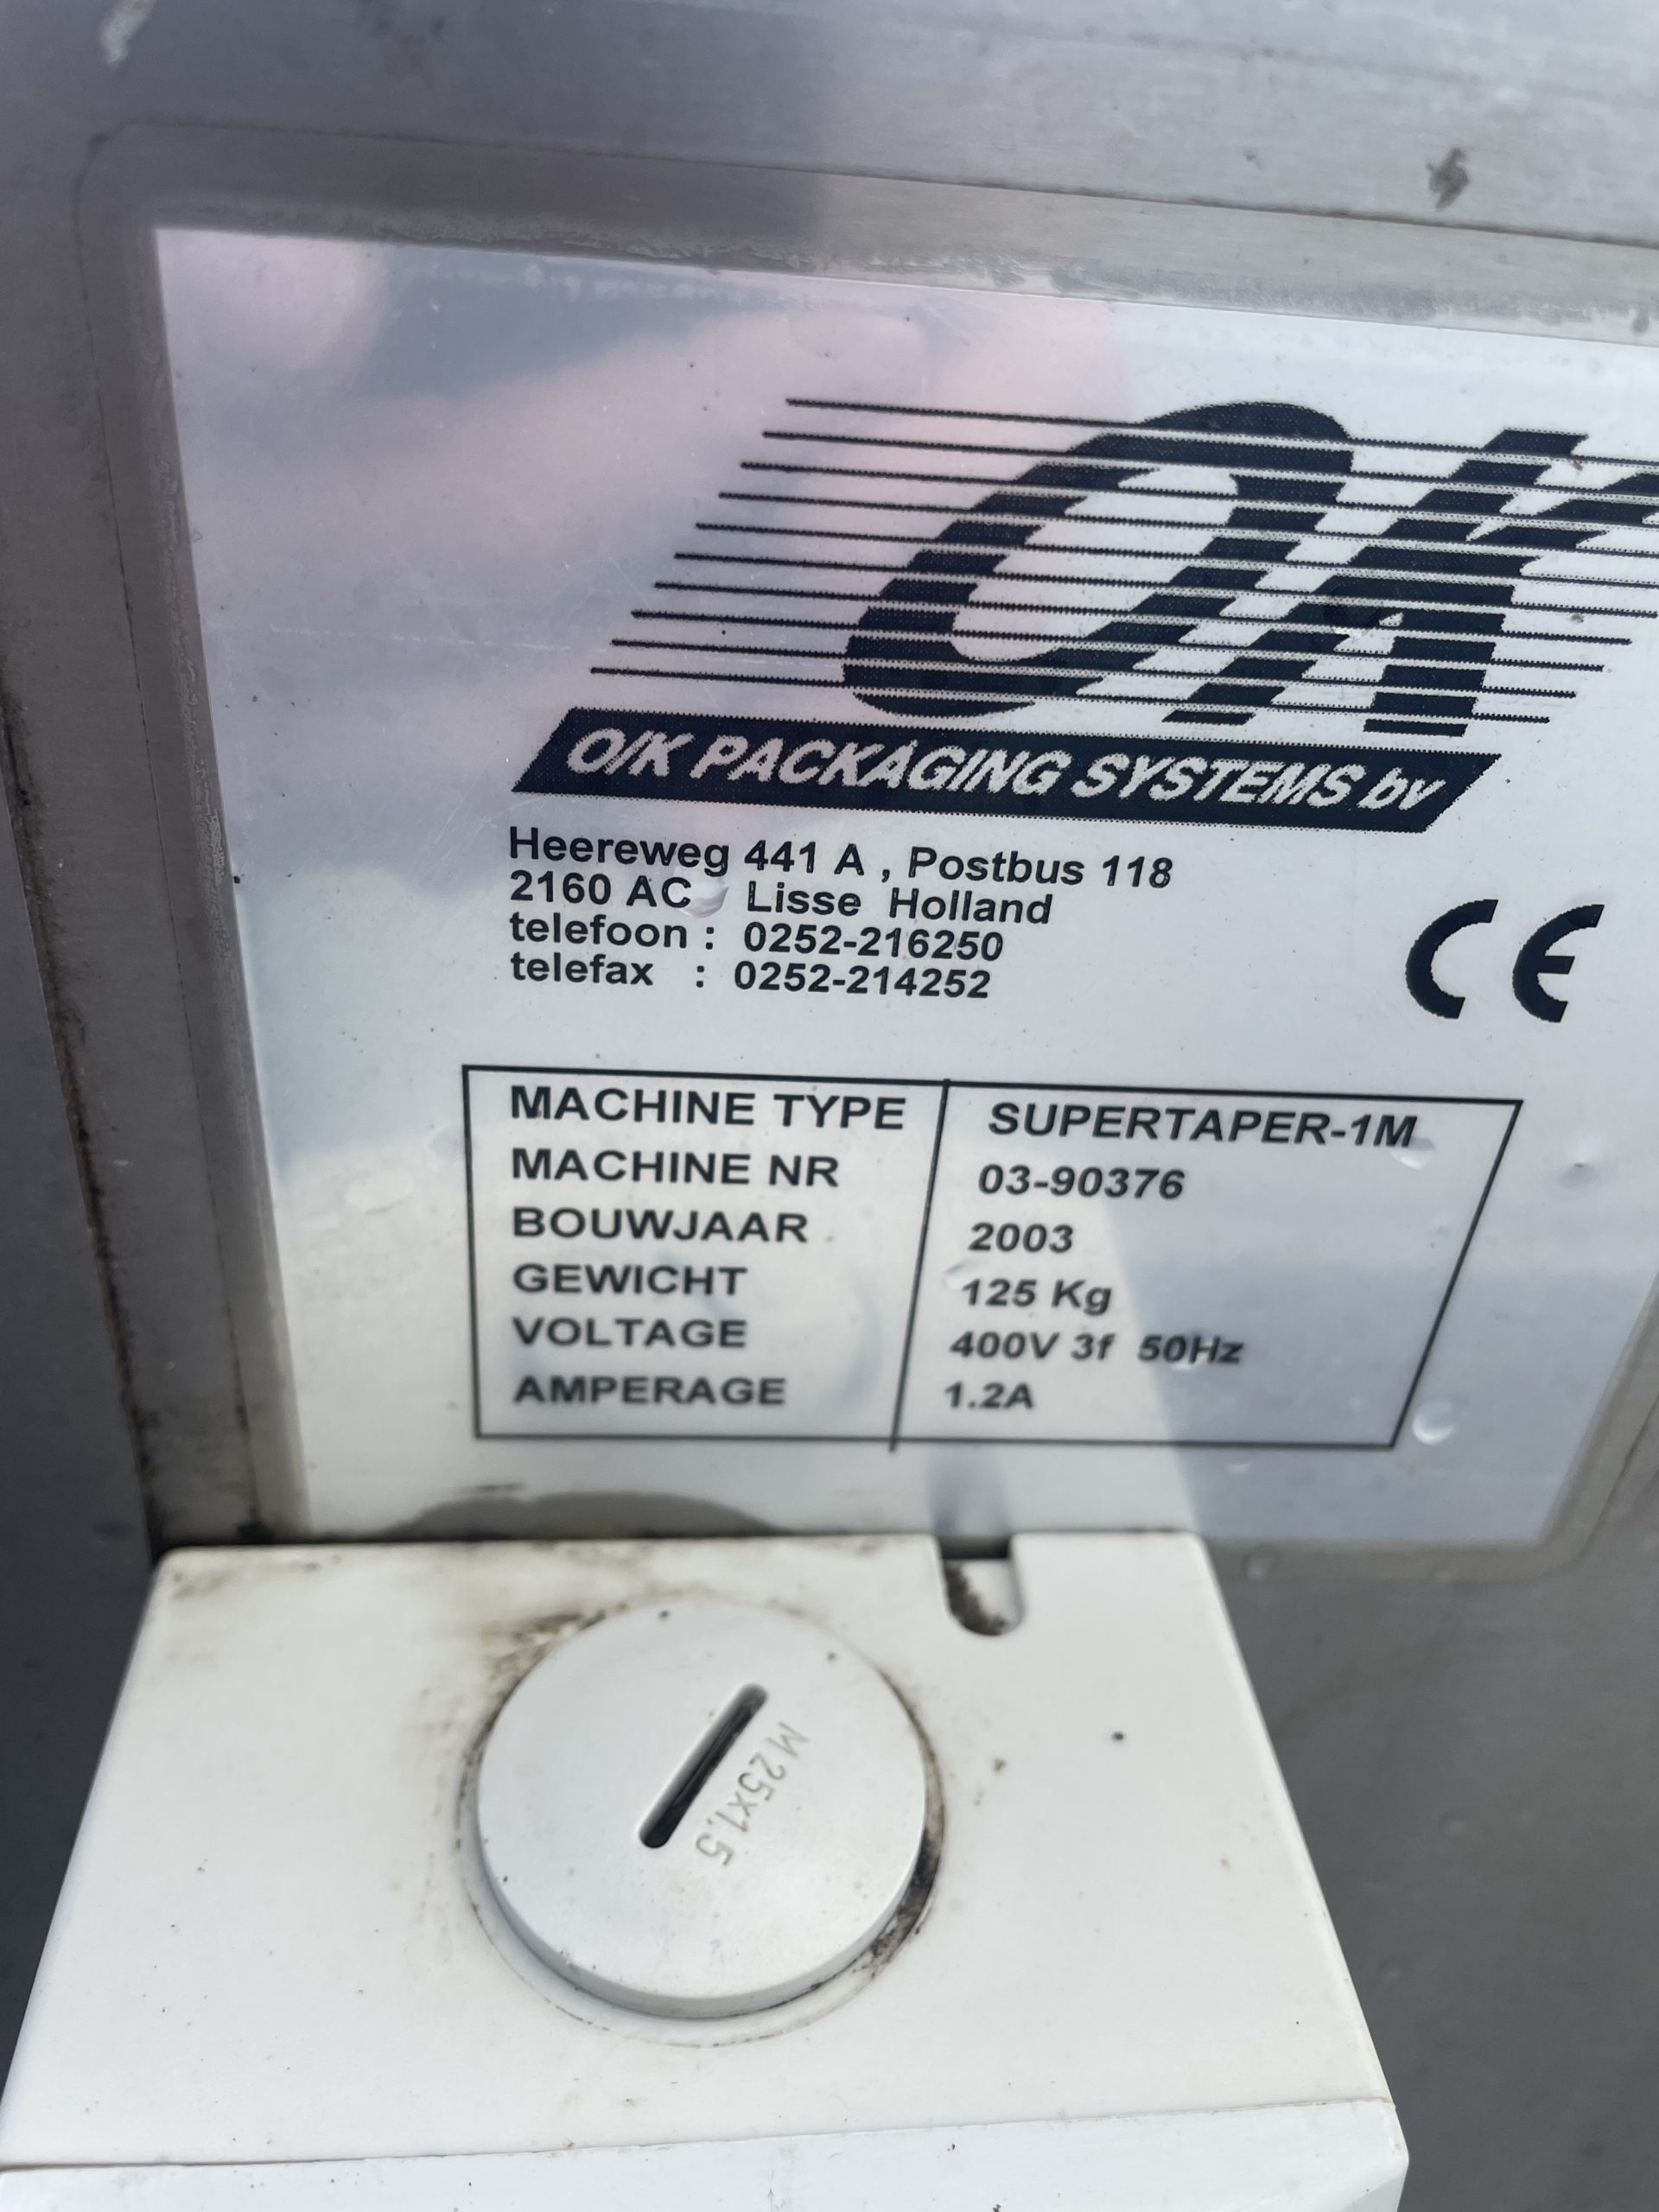 O/K
O/K PACKAGING SYSTEMS bv
Heereweg 441 A , Postbus 118
2160 AC Lisse Holland
telefoon : 0252-216250
telefax : 0252-214252
CE
MACHINE TYPE SUPERTAPER-1M
MACHINE NR 03-90376
BOUWJAAR 2003
GEWICHT 125 Kg
VOLTAGE 400V 3f 50Hz
AMPERAGE 1.2A
M25x1.5